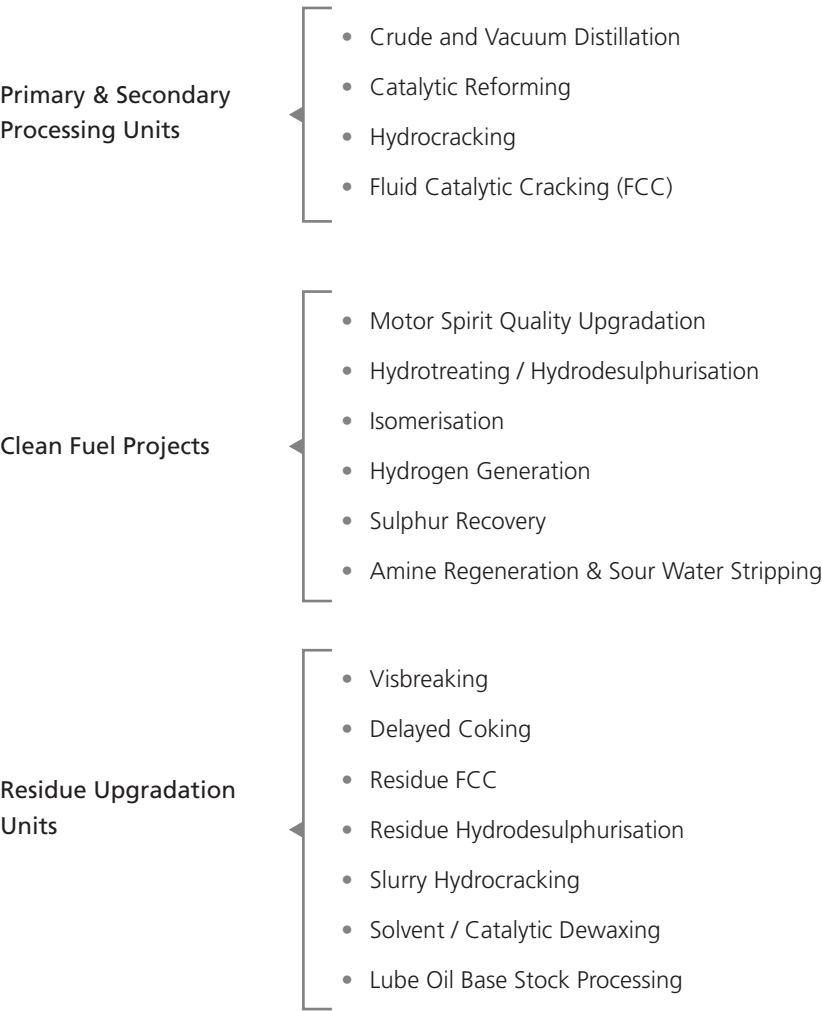 Primary & Secondary
Processing Units
• Crude and Vacuum Distillation
• Catalytic Reforming
• Hydrocracking
• Fluid Catalytic Cracking (FCC)
Clean Fuel Projects
• Motor Spirit Quality Upgradation
• Hydrotreating / Hydrodesulphurisation
• Isomerisation
• Hydrogen Generation
• Sulphur Recovery
• Amine Regeneration & Sour Water Stripping
Residue Upgradation
Units
• Visbreaking
• Delayed Coking
• Residue FCC
• Residue Hydrodesulphurisation
• Slurry Hydrocracking
• Solvent / Catalytic Dewaxing
• Lube Oil Base Stock Processing